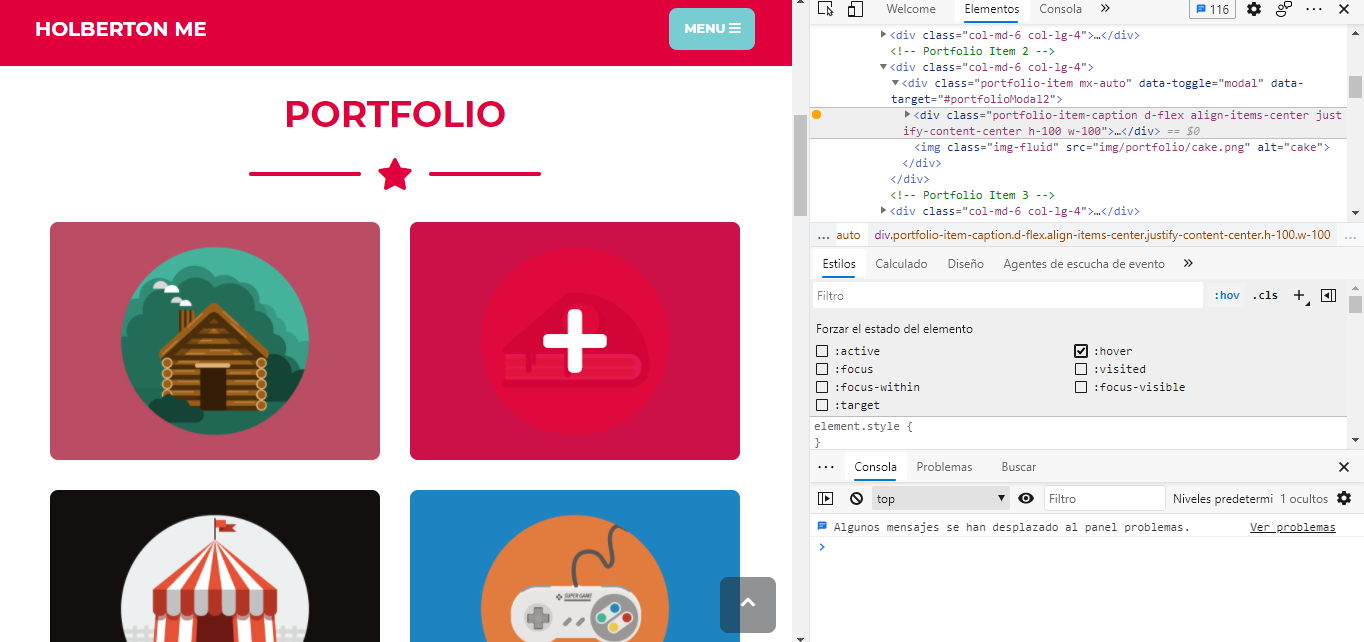 HOLBERTON ME
MENU
PORTFOLIO
SUPER GAME
Welcome Elementos Consola » 116
<div class="col-md-6 col-lg-4">…</div>
<!-- Portfolio Item 2 -->
<div class="col-md-6 col-lg-4">
<div class="portfolio-item mx-auto" data-toggle="modal" data-
target="#portfolioModal2">
<div class="portfolio-item-caption d-flex align-items-center just
ify-content-center h-100 w-100">…</div> == $0
<img class="img-fluid" src="img/portfolio/cake.png" alt="cake">
</div>
</div>
<!-- Portfolio Item 3 -->
<div class="col-md-6 col-lg-4">…</div>
… auto div.portfolio-item-caption.d-flex.align-items-center.justify-content-center.h-100.w-100 …
Estilos Calculado Diseño Agentes de escucha de evento »
Filtro :hov .cls +
Forzar el estado del elemento
:active :hover
:focus :visited
:focus-within :focus-visible
:target
element.style {
}
Consola Problemas Buscar
top Filtro Niveles predetermi 1 ocultos
Algunos mensajes se han desplazado al panel problemas. Ver problemas